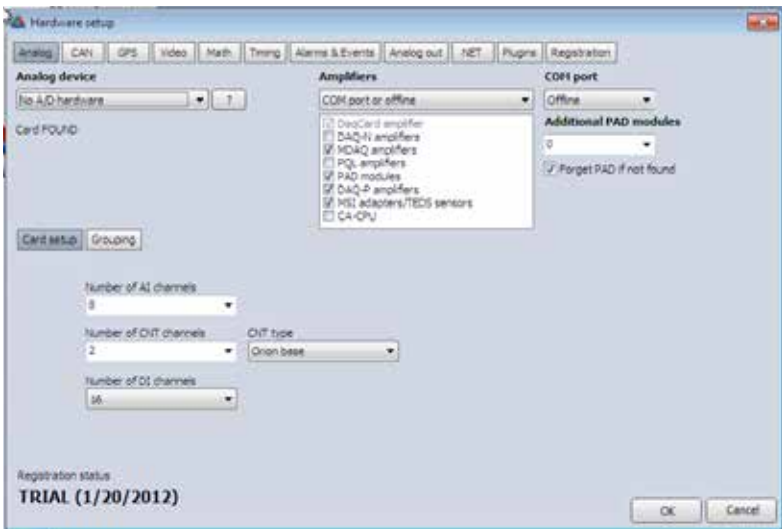 Hardware setup
Analog CAN GPS Video Math Timing Alarms & Events Analog out NET Plugins Registration
Analog device
No A/D hardware ?
Card FOUND
Amplifiers
COM port or offline
DaqCard amplifier
DAQ-N amplifiers
MDAQ amplifiers
PQL amplifiers
PAD modules
DAQ-P amplifiers
MSI adapters/TEDS sensors
CA-CPU
COM port
Offline
Additional PAD modules
0
Forget PAD if not found
Card setup Grouping
Number of AI channels
8
Number of CNT channels CNT type
2 Orion base
Number of DI channels
16
Registration status
TRIAL (1/20/2012)
OK Cancel